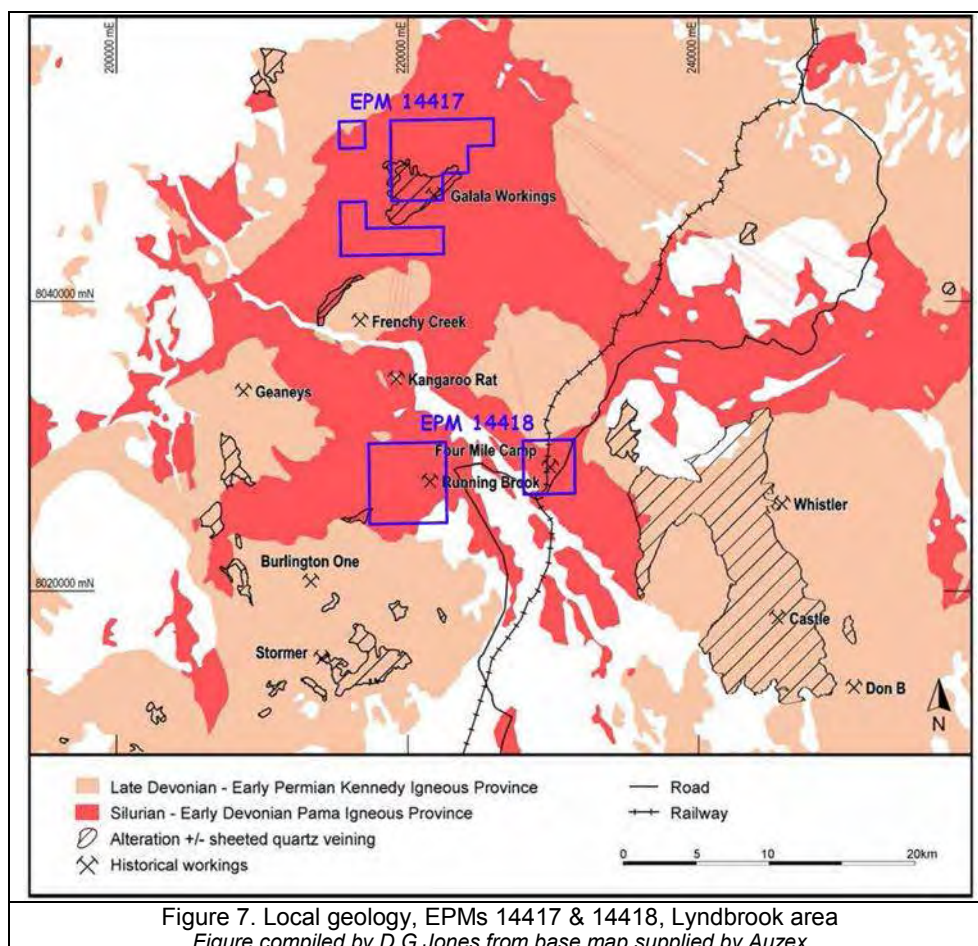 200000 mE
220000 mE
240000 mE
EPM 14417
Galala Workings
8040000 mN
Frenchy Creek
Kangaroo Rat
Geaneys
EPM 14418
Four Mile Camp
Running Brook
Whistler
Burlington One
8020000 mN
Castle
Stormer
Don B
N
Late Devonian - Early Permian Kennedy Igneous Province
Silurian - Early Devonian Pama Igneous Province
Alteration +/- sheeted quartz veining
Historical workings
Road
Railway
0 5 10 20km
Figure 7. Local geology, EPMs 14417 & 14418, Lyndbrook area
Figure compiled by D G Jones from base map supplied by Auzex